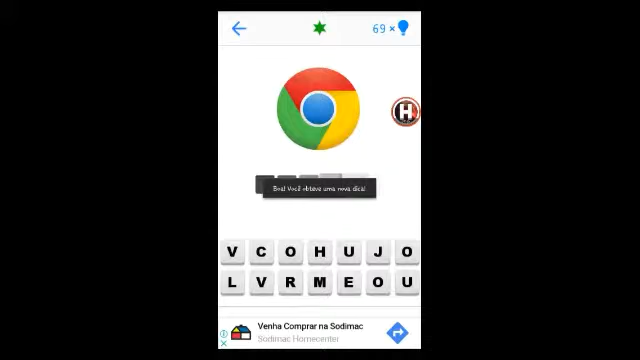 69 ×
H
Boa! Você obteve uma nova dica!
V C O H U J O
L V R M E O U
Venha Comprar na Sodimac
Sodimac Homecenter